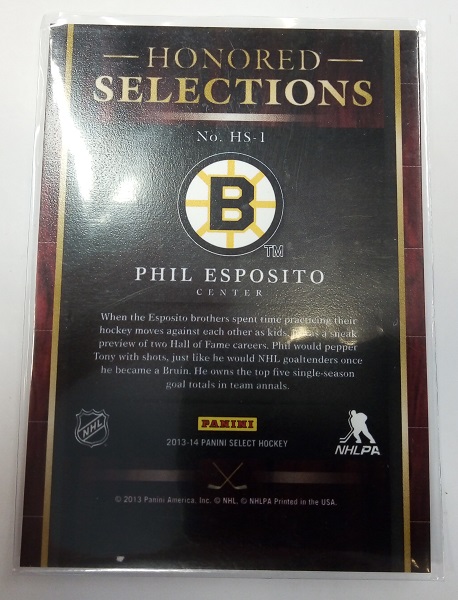 HONORED
SELECTIONS
No. HS-1
B
TM
PHIL ESPOSITO
CENTER
When the Esposito brothers spent time practicing their
hockey moves against each other as kids, it was a sneak
preview of two Hall of Fame careers. Phil would pepper
Tony with shots, just like he would NHL goaltenders once
he became a Bruin. He owns the top five single-season
goal totals in team annals.
NHL
PANINI
2013-14 PANINI SELECT HOCKEY
NHLPA
© 2013 Panini America, Inc. © NHL. © NHLPA Printed in the USA.